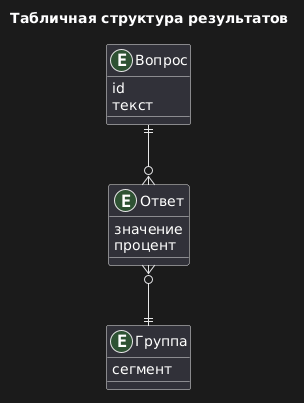 Табличная структура результатов
E Вопрос
id
текст
E Ответ
значение
процент
E Группа
сегмент